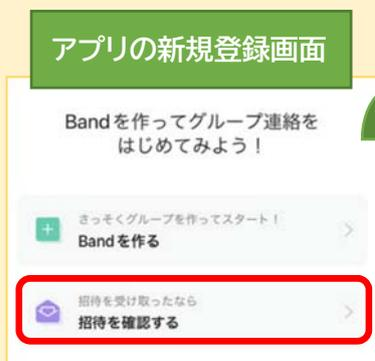 アプリの新規登録画面
Bandを作ってグループ連絡を
はじめてみよう！
さっそくグループを作ってスタート！
Bandを作る
招待を受け取ったなら
招待を確認する